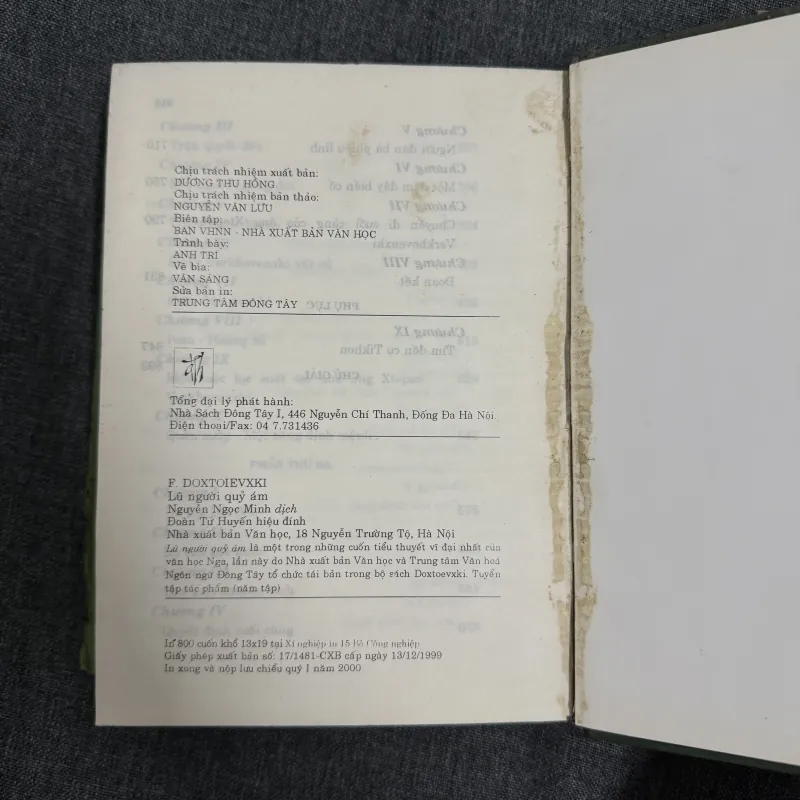 Chịu trách nhiệm xuất bản:
DƯƠNG THU HỒNG
Chịu trách nhiệm bản thảo:
NGUYỄN VĂN LƯU
Biên tập:
BAN VHNN - NHÀ XUẤT BẢN VĂN HỌC
Trình bày:
ANH TRÍ
Vẽ bìa:
VĂN SÁNG
Sửa bản in:
TRUNG TÂM ĐÔNG TÂY
Tổng đại lý phát hành:
Nhà Sách Đông Tây I, 446 Nguyễn Chí Thanh, Đống Đa Hà Nội.
Điện thoại/Fax: 04 7.731436
F. DOXTOIEVXKI
Lũ người quỷ ám
Nguyễn Ngọc Minh dịch
Đoàn Tử Huyến hiệu đính
Nhà xuất bản Văn học, 18 Nguyễn Trường Tộ, Hà Nội
Lũ người quỷ ám là một trong những cuốn tiểu thuyết vĩ đại nhất của
văn học Nga, lần này do Nhà xuất bản Văn học và Trung tâm Văn hoá
Ngôn ngữ Đông Tây tổ chức tái bản trong bộ sách Doxtoevxki. Tuyển
tập tác phẩm (năm tập)
In 800 cuốn khổ 13x19 tại Xí nghiệp in 15 Bộ Công nghiệp
Giấy phép xuất bản số: 17/1481-CXB cấp ngày 13/12/1999
In xong và nộp lưu chiểu quý I năm 2000